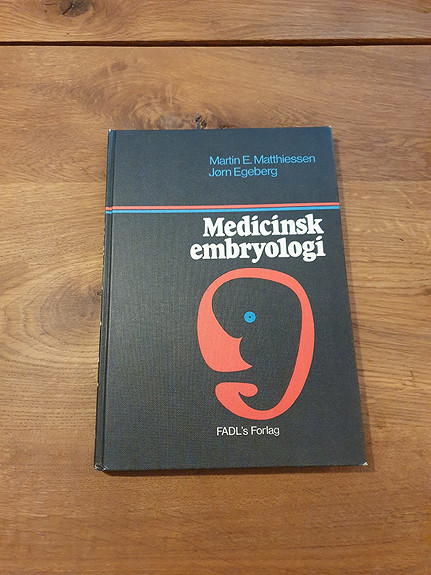 Martin E. Matthiessen
Jørn Egeberg
Medicinsk
embryologi
FADL's Forlag